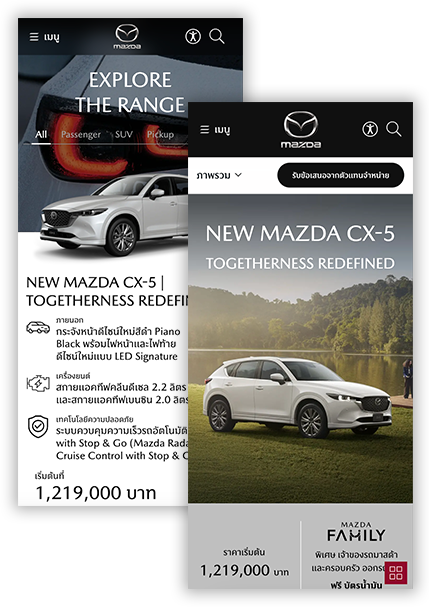 เมนู
mazda
EXPLORE
THE RANGE
All Passenger SUV Pickup
NEW MAZDA CX-5 |
TOGETHERNESS REDEFIN
ภายนอก
กระจังหน้าดีไซน์ใหม่สีดำ Piano
Black พร้อมไฟหน้าและไฟท้าย
ดีไซน์ใหม่แบบ LED Signature
เครื่องยนต์
สกายแอคทีฟคลีนดีเซล 2.2 ลิตร
และสกายแอคทีฟเบนซิน 2.0 ลิตร
เทคโนโลยีความปลอดภัย
ระบบควบคุมความเร็วรถอัตโนมัติ
with Stop & Go (Mazda Rada
Cruise Control with Stop & G
เริ่มต้นที่
1,219,000 บาท
เมนู
mazda
ภาพรวม
รับข้อเสนอจากตัวแทนจำหน่าย
NEW MAZDA CX-5
TOGETHERNESS REDEFINED
ราคาเริ่มต้น
1,219,000 บาท
MAZDA
FAMILY
พิเศษ เจ้าของรถมาสด้า
และครอบครัว ออกรถ
ฟรี บัตรน้ำมัน